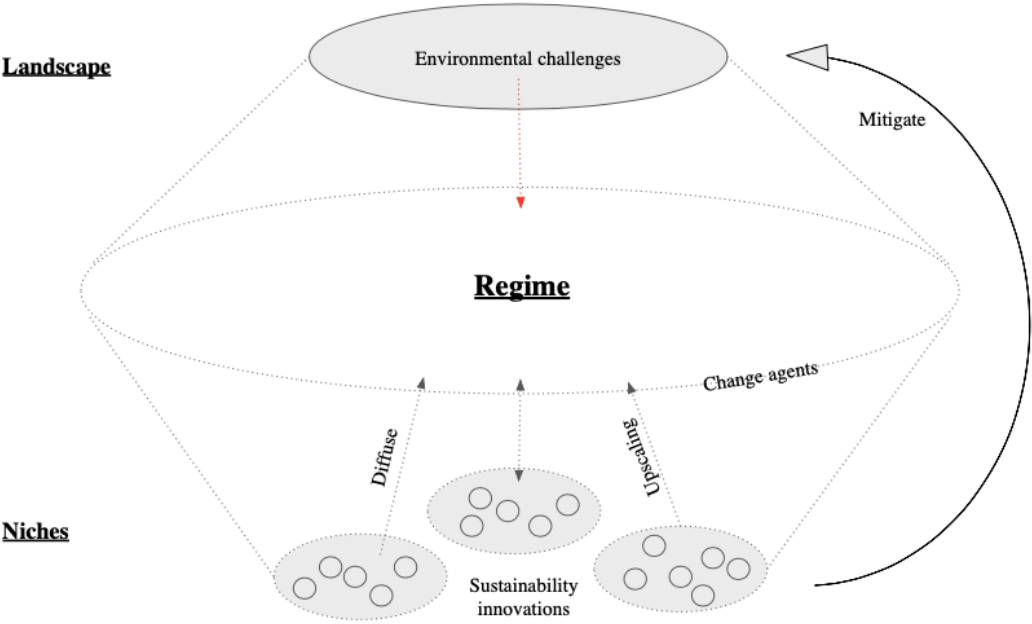 Landscape
Environmental challenges
Mitigate
Regime
Change agents
Diffuse
Upscaling
Niches
Sustainability
innovations